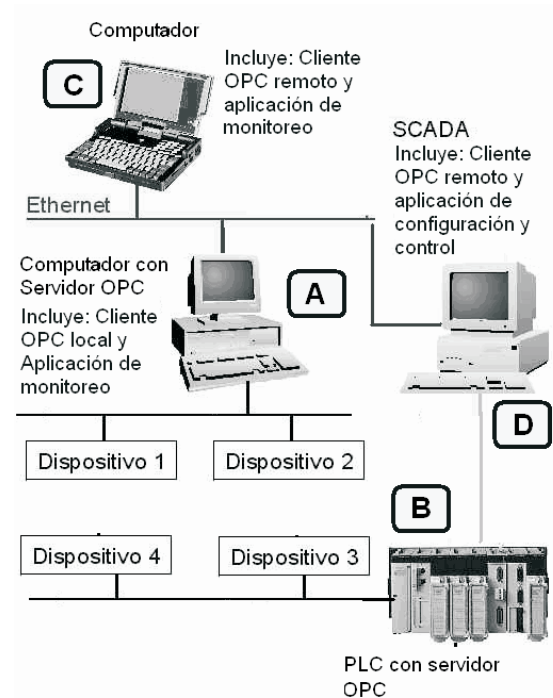 Computador
C
Incluye: Cliente
OPC remoto y
aplicación de
monitoreo
SCADA
Incluye: Cliente
OPC remoto y
aplicación de
configuración y
control
Ethernet
Computador con
Servidor OPC
Incluye: Cliente
OPC local y
Aplicación de
monitoreo
A
D
Dispositivo 1
Dispositivo 2
B
Dispositivo 4
Dispositivo 3
PLC con servidor
OPC